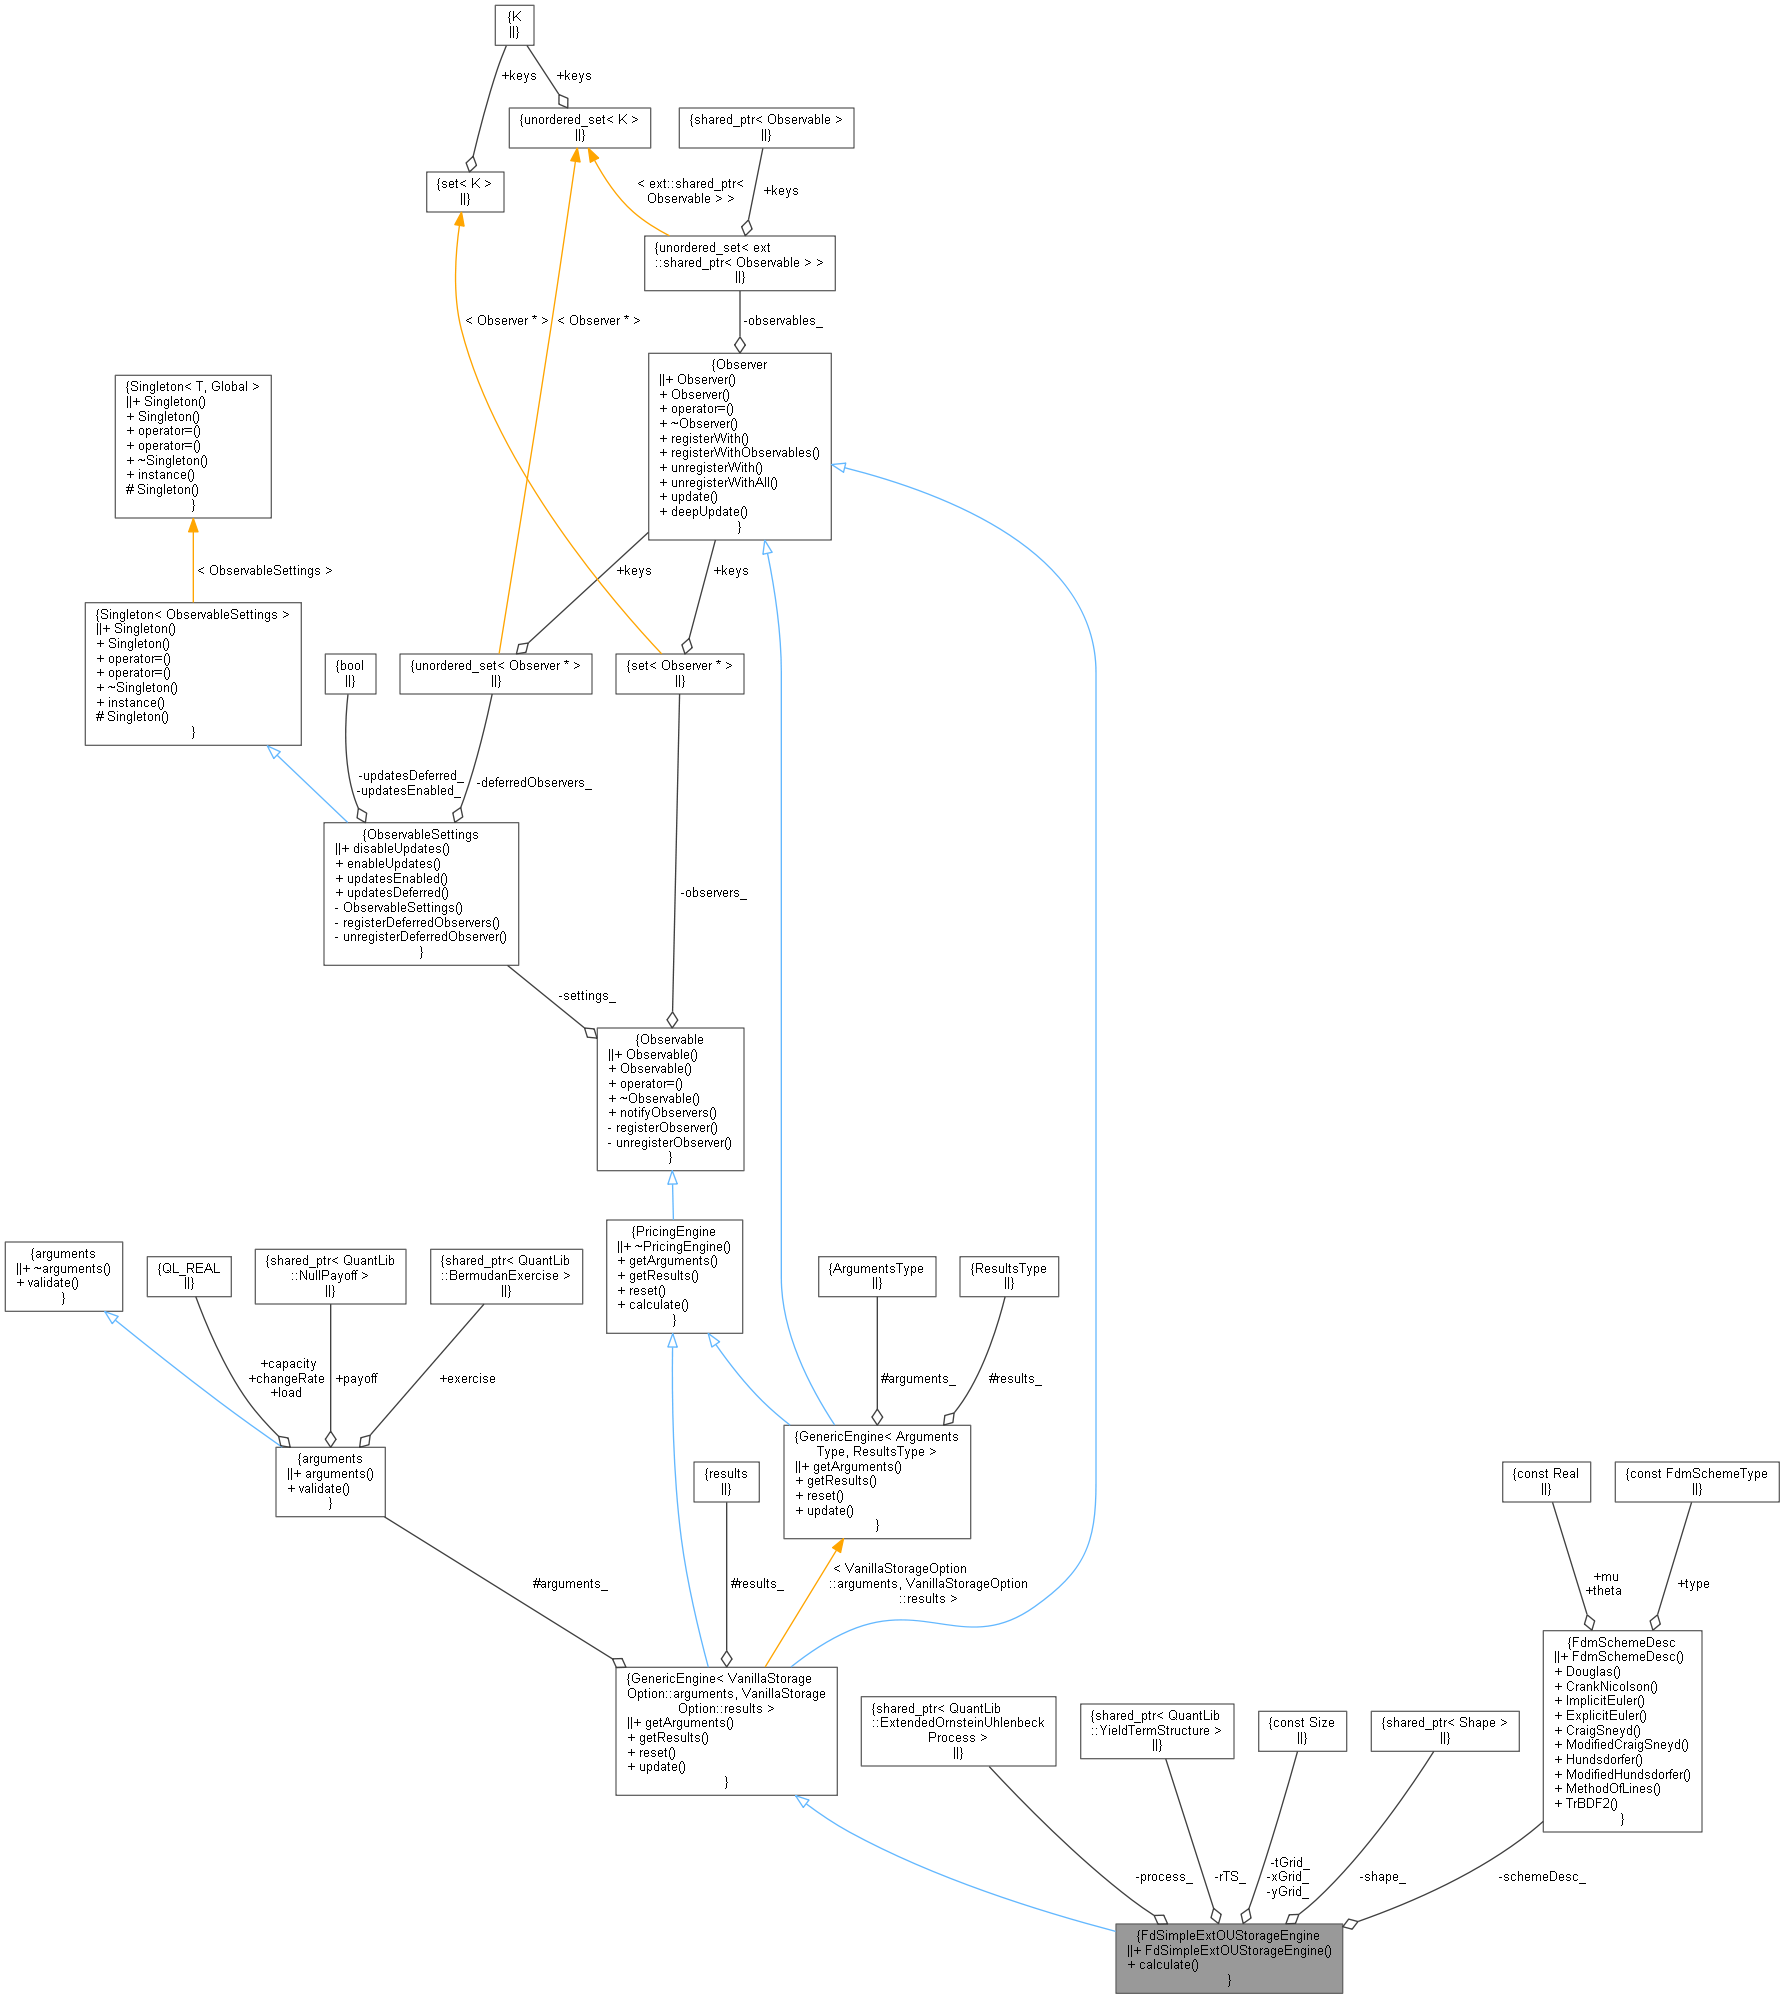 {K
||}
+keys
+keys
{unordered_set< K >
||}
{shared_ptr< Observable >
||}
{set< K >
||}
< ext::shared_ptr<
Observable > >
+keys
{unordered_set< ext
::shared_ptr< Observable > >
||}
< Observer * >
< Observer * >
-observables_
{Observer
||+ Observer()
+ Observer()
+ operator=()
+ ~Observer()
+ registerWith()
+ registerWithObservables()
+ unregisterWith()
+ unregisterWithAll()
+ update()
+ deepUpdate()
}
{Singleton< T, Global >
||+ Singleton()
+ Singleton()
+ operator=()
+ operator=()
+ ~Singleton()
+ instance()
# Singleton()
}
< ObservableSettings >
+keys
+keys
{Singleton< ObservableSettings >
||+ Singleton()
+ Singleton()
+ operator=()
+ operator=()
+ ~Singleton()
+ instance()
# Singleton()
}
{bool
||}
{unordered_set< Observer * >
||}
{set< Observer * >
||}
-updatesDeferred_
-updatesEnabled_
-deferredObservers_
{ObservableSettings
||+ disableUpdates()
+ enableUpdates()
+ updatesEnabled()
+ updatesDeferred()
- ObservableSettings()
- registerDeferredObservers()
- unregisterDeferredObserver()
}
-observers_
-settings_
{Observable
||+ Observable()
+ Observable()
+ operator=()
+ ~Observable()
+ notifyObservers()
- registerObserver()
- unregisterObserver()
}
{PricingEngine
||+ ~PricingEngine()
+ getArguments()
+ getResults()
+ reset()
+ calculate()
}
{arguments
||+ ~arguments()
+ validate()
}
{QL_REAL
||}
{shared_ptr< QuantLib
::NullPayoff >
||}
{shared_ptr< QuantLib
::BermudanExercise >
||}
{ArgumentsType
||}
{ResultsType
||}
+capacity
+changeRate
+load
+payoff
+exercise
#arguments_
#results_
{arguments
||+ arguments()
+ validate()
}
{results
||}
{GenericEngine< Arguments
Type, ResultsType >
||+ getArguments()
+ getResults()
+ reset()
+ update()
}
{const Real
||}
{const FdmSchemeType
||}
#arguments_
#results_
< VanillaStorageOption
::arguments, VanillaStorageOption
::results >
+mu
+theta
+type
{GenericEngine< VanillaStorage
Option::arguments, VanillaStorage
Option::results >
||+ getArguments()
+ getResults()
+ reset()
+ update()
}
{shared_ptr< QuantLib
::ExtendedOrnsteinUhlenbeck
Process >
||}
{shared_ptr< QuantLib
::YieldTermStructure >
||}
{const Size
||}
{shared_ptr< Shape >
||}
{FdmSchemeDesc
||+ FdmSchemeDesc()
+ Douglas()
+ CrankNicolson()
+ ImplicitEuler()
+ ExplicitEuler()
+ CraigSneyd()
+ ModifiedCraigSneyd()
+ Hundsdorfer()
+ ModifiedHundsdorfer()
+ MethodOfLines()
+ TrBDF2()
}
-process_
-rTS_
-tGrid_
-xGrid_
-yGrid_
-shape_
-schemeDesc_
{FdSimpleExtOUStorageEngine
||+ FdSimpleExtOUStorageEngine()
+ calculate()
}